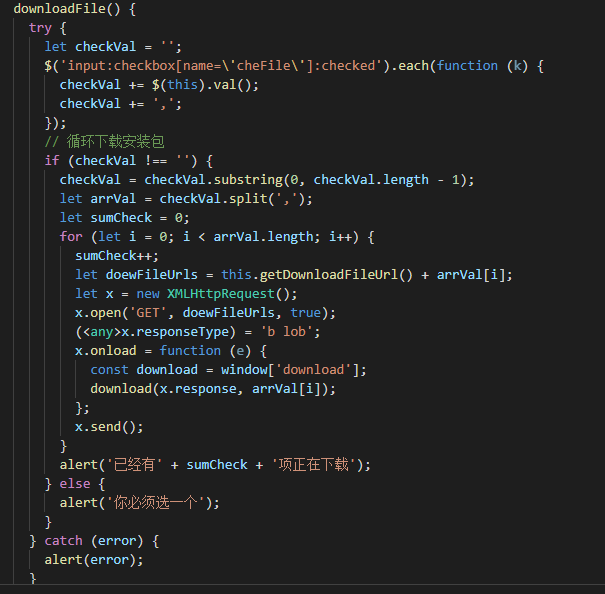 downloadFile() {
try {
let checkVal = '';
$('input:checkbox[name=\'cheFile\']:checked').each(function (k) {
checkVal += $(this).val();
checkVal += ',';
});
// 循环下载安装包
if (checkVal !== '') {
checkVal = checkVal.substring(0, checkVal.length - 1);
let arrVal = checkVal.split(',');
let sumCheck = 0;
for (let i = 0; i < arrVal.length; i++) {
sumCheck++;
let doewFileUrls = this.getDownloadFileUrl() + arrVal[i];
let x = new XMLHttpRequest();
x.open('GET', doewFileUrls, true);
(<any>x.responseType) = 'b lob';
x.onload = function (e) {
const download = window['download'];
download(x.response, arrVal[i]);
};
x.send();
}
alert('已经有' + sumCheck + '项正在下载');
} else {
alert('你必须选一个');
}
} catch (error) {
alert(error);
}